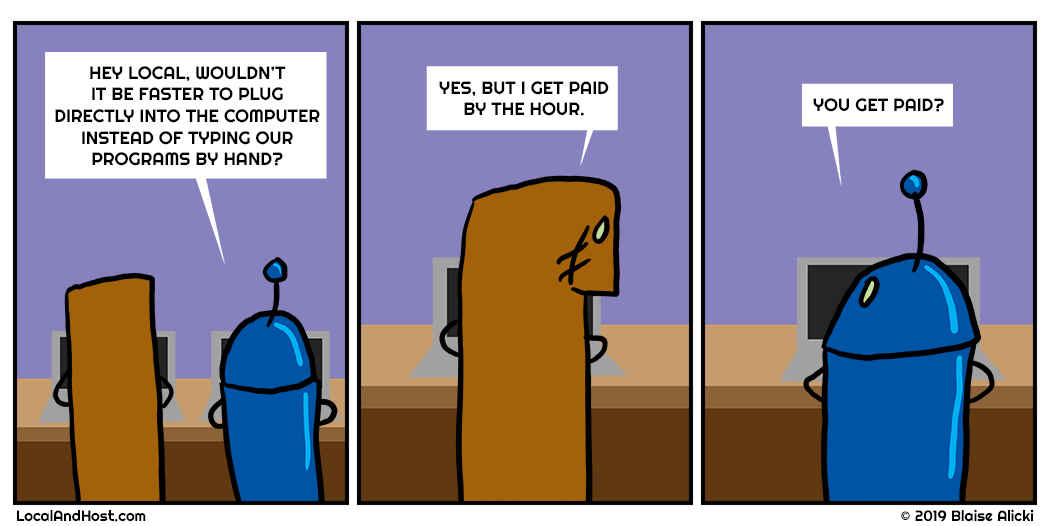 HEY LOCAL, WOULDN'T
IT BE FASTER TO PLUG
DIRECTLY INTO THE COMPUTER
INSTEAD OF TYPING OUR
PROGRAMS BY HAND?
YES, BUT I GET PAID
BY THE HOUR.
YOU GET PAID?
LocalAndHost.com
© 2019 Blaise Alicki